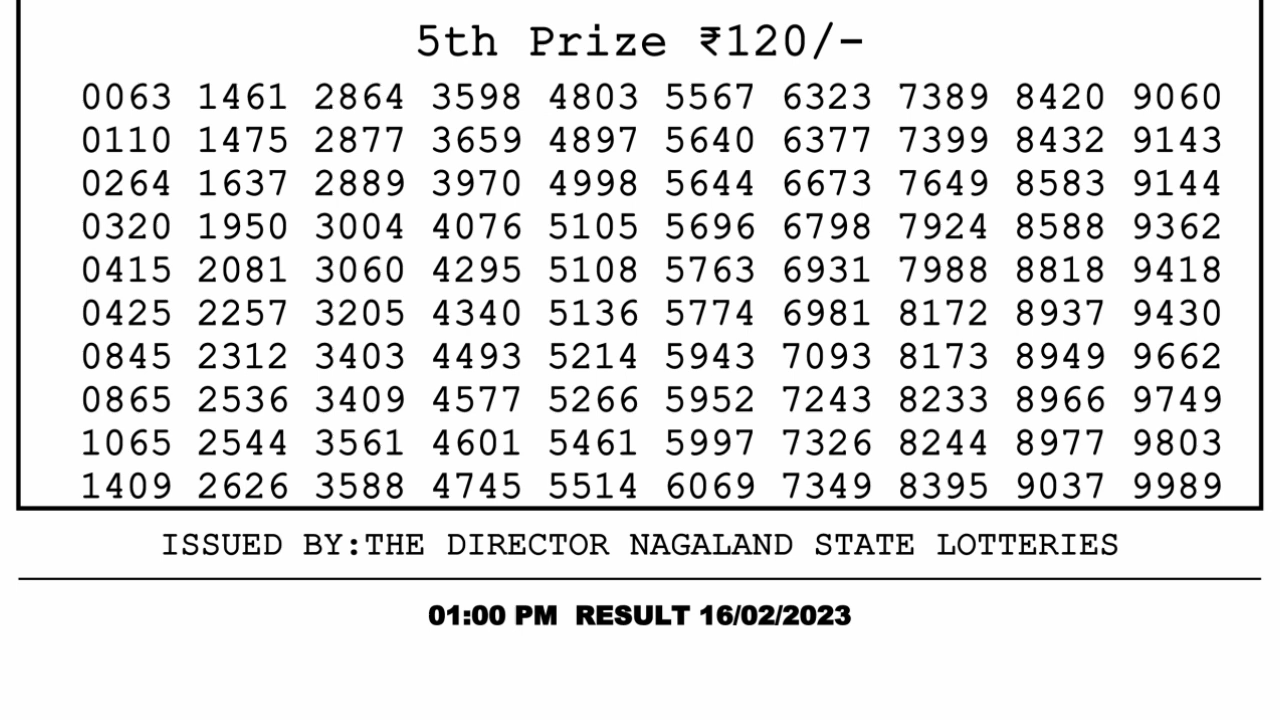 5th Prize ₹120/-
0063 1461 2864 3598 4803 5567 6323 7389 8420 9060
0110 1475 2877 3659 4897 5640 6377 7399 8432 9143
0264 1637 2889 3970 4998 5644 6673 7649 8583 9144
0320 1950 3004 4076 5105 5696 6798 7924 8588 9362
0415 2081 3060 4295 5108 5763 6931 7988 8818 9418
0425 2257 3205 4340 5136 5774 6981 8172 8937 9430
0845 2312 3403 4493 5214 5943 7093 8173 8949 9662
0865 2536 3409 4577 5266 5952 7243 8233 8966 9749
1065 2544 3561 4601 5461 5997 7326 8244 8977 9803
1409 2626 3588 4745 5514 6069 7349 8395 9037 9989
ISSUED BY:THE DIRECTOR NAGALAND STATE LOTTERIES
01:00 PM RESULT 16/02/2023